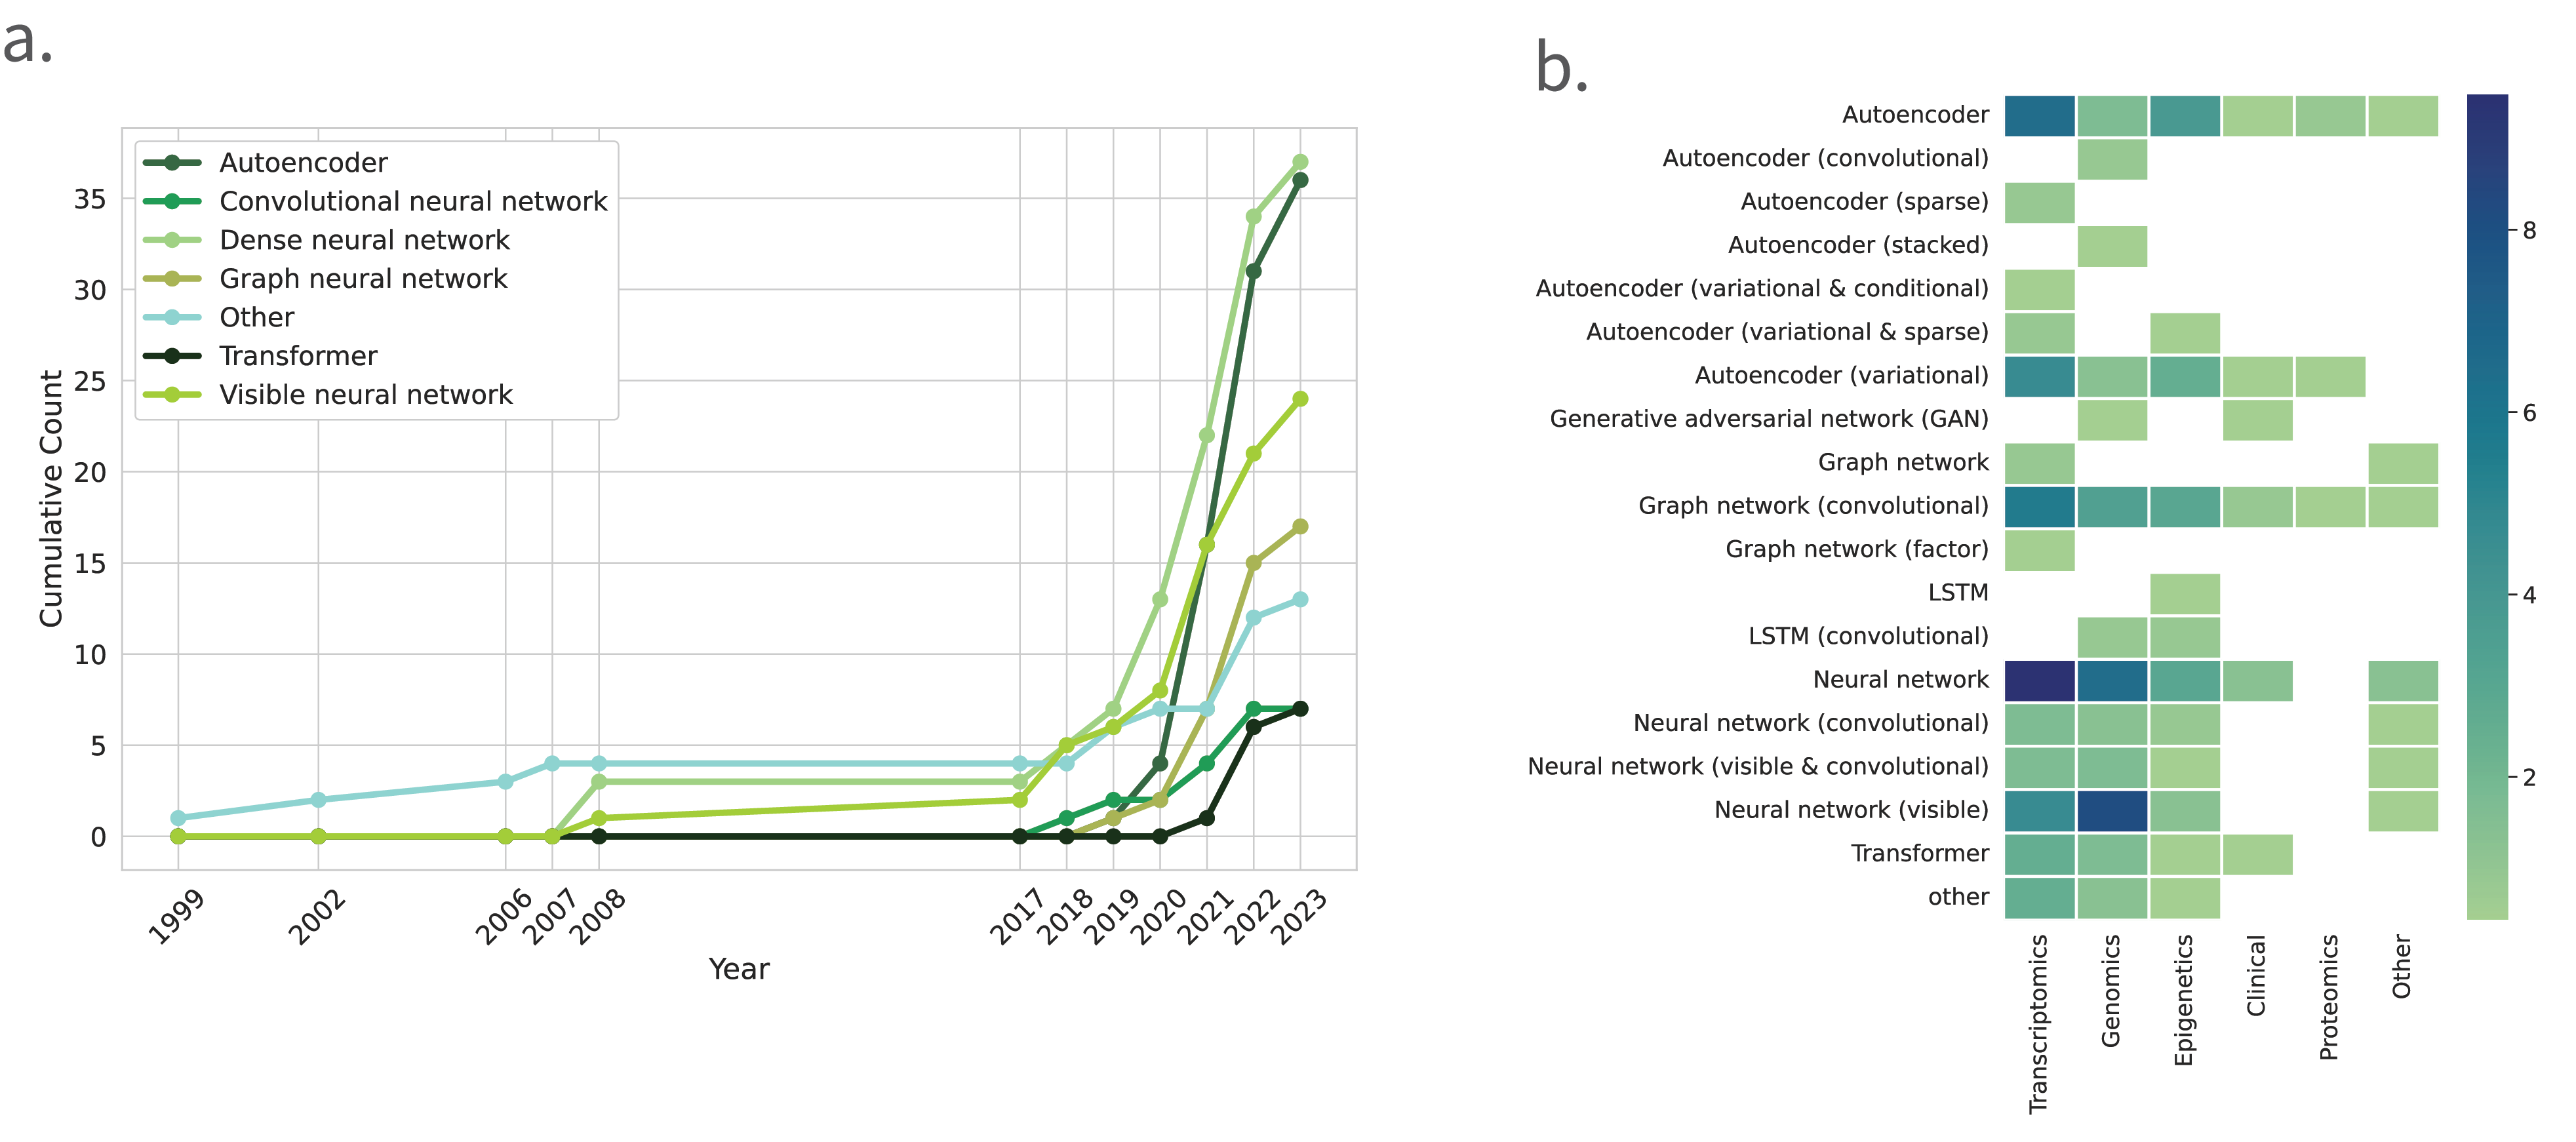 a.
Autoencoder
Convolutional neural network
Dense neural network
Graph neural network
Other
Transformer
Visible neural network
Cumulative Count
35
30
25
20
15
10
5
0
1999
2002
2006
2007
2008
2017
2018
2019
2020
2021
2022
2023
Year
b.
Autoencoder
Autoencoder (convolutional)
Autoencoder (sparse)
Autoencoder (stacked)
Autoencoder (variational & conditional)
Autoencoder (variational & sparse)
Autoencoder (variational)
Generative adversarial network (GAN)
Graph network
Graph network (convolutional)
Graph network (factor)
LSTM
LSTM (convolutional)
Neural network
Neural network (convolutional)
Neural network (visible & convolutional)
Neural network (visible)
Transformer
other
Transcriptomics
Genomics
Epigenetics
Clinical
Proteomics
Other
8
6
4
2